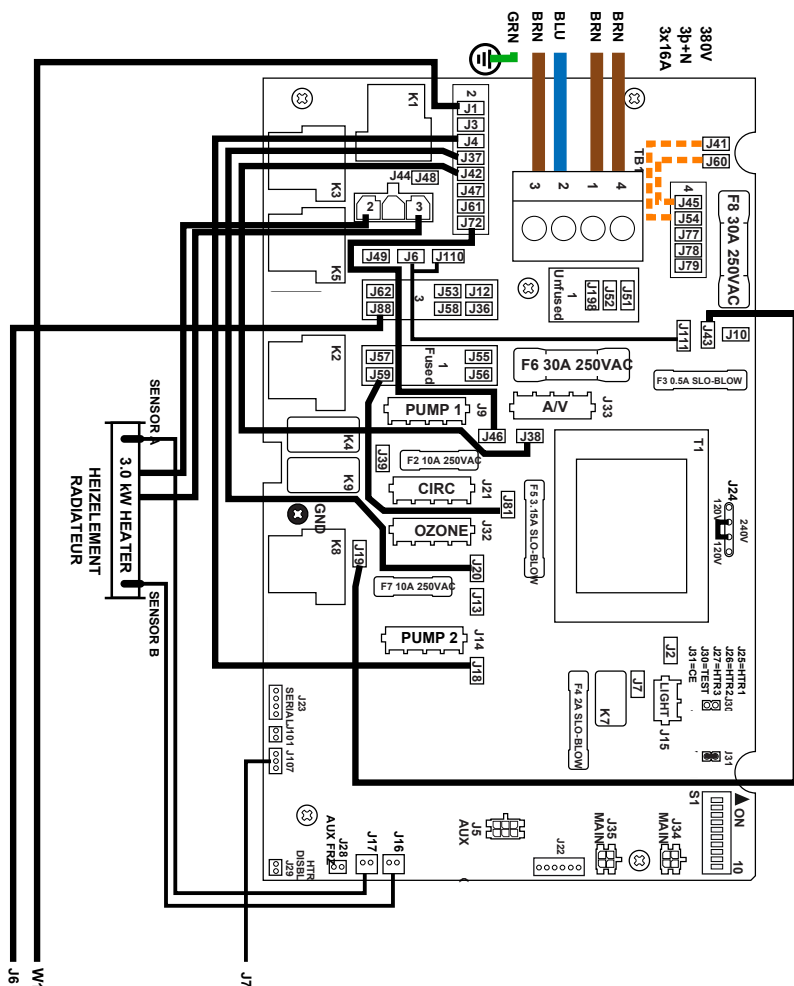 380V
3p+N
3x16A
BRN
BRN
BLU
BRN
GRN
2
J1
J3
J4
J37
J42
J47
J61
J72
K1
K3
K5
K2
K4
K9
K8
J44
J48
2
3
TB1
3
2
1
4
J41
J60
4
J45
J54
J77
J78
J79
F8 30A 250VAC
J49
J6
J110
J62
J88
3
J53
J58
J12
J36
Unfused
1
J198
J52
J51
J111
J43
J10
J57
J59
Fused
1
J55
J56
F6 30A 250VAC
F3 0.5A SLO-BLOW
PUMP 1
J9
A/V
J33
J46
J38
J39
F2 10A 250VAC
CIRC
J21
J81
F5 3.15A SLO-BLOW
OZONE
J32
T1
J24
120V
240V
120V
GND
J19
J20
F7 10A 250VAC
J13
PUMP 2
J14
J18
J2
J7
LIGHT
J15
K7
F4 2A SLO-BLOW
J25=HTR1
J26=HTR2
J27=HTR3
J30=TEST
J31=CE
J30
J31
SENSOR A
3.0 kW HEATER
HEIZELEMENT
RADIATEUR
SENSOR B
J23
SERIAL
J101
J107
S1
ON
10
J5
AUX
J22
J35
MAIN
J34
MAIN
J28
AUX FRZ
J17
J16
J29
HTR
DISBL
J6
W1
J7